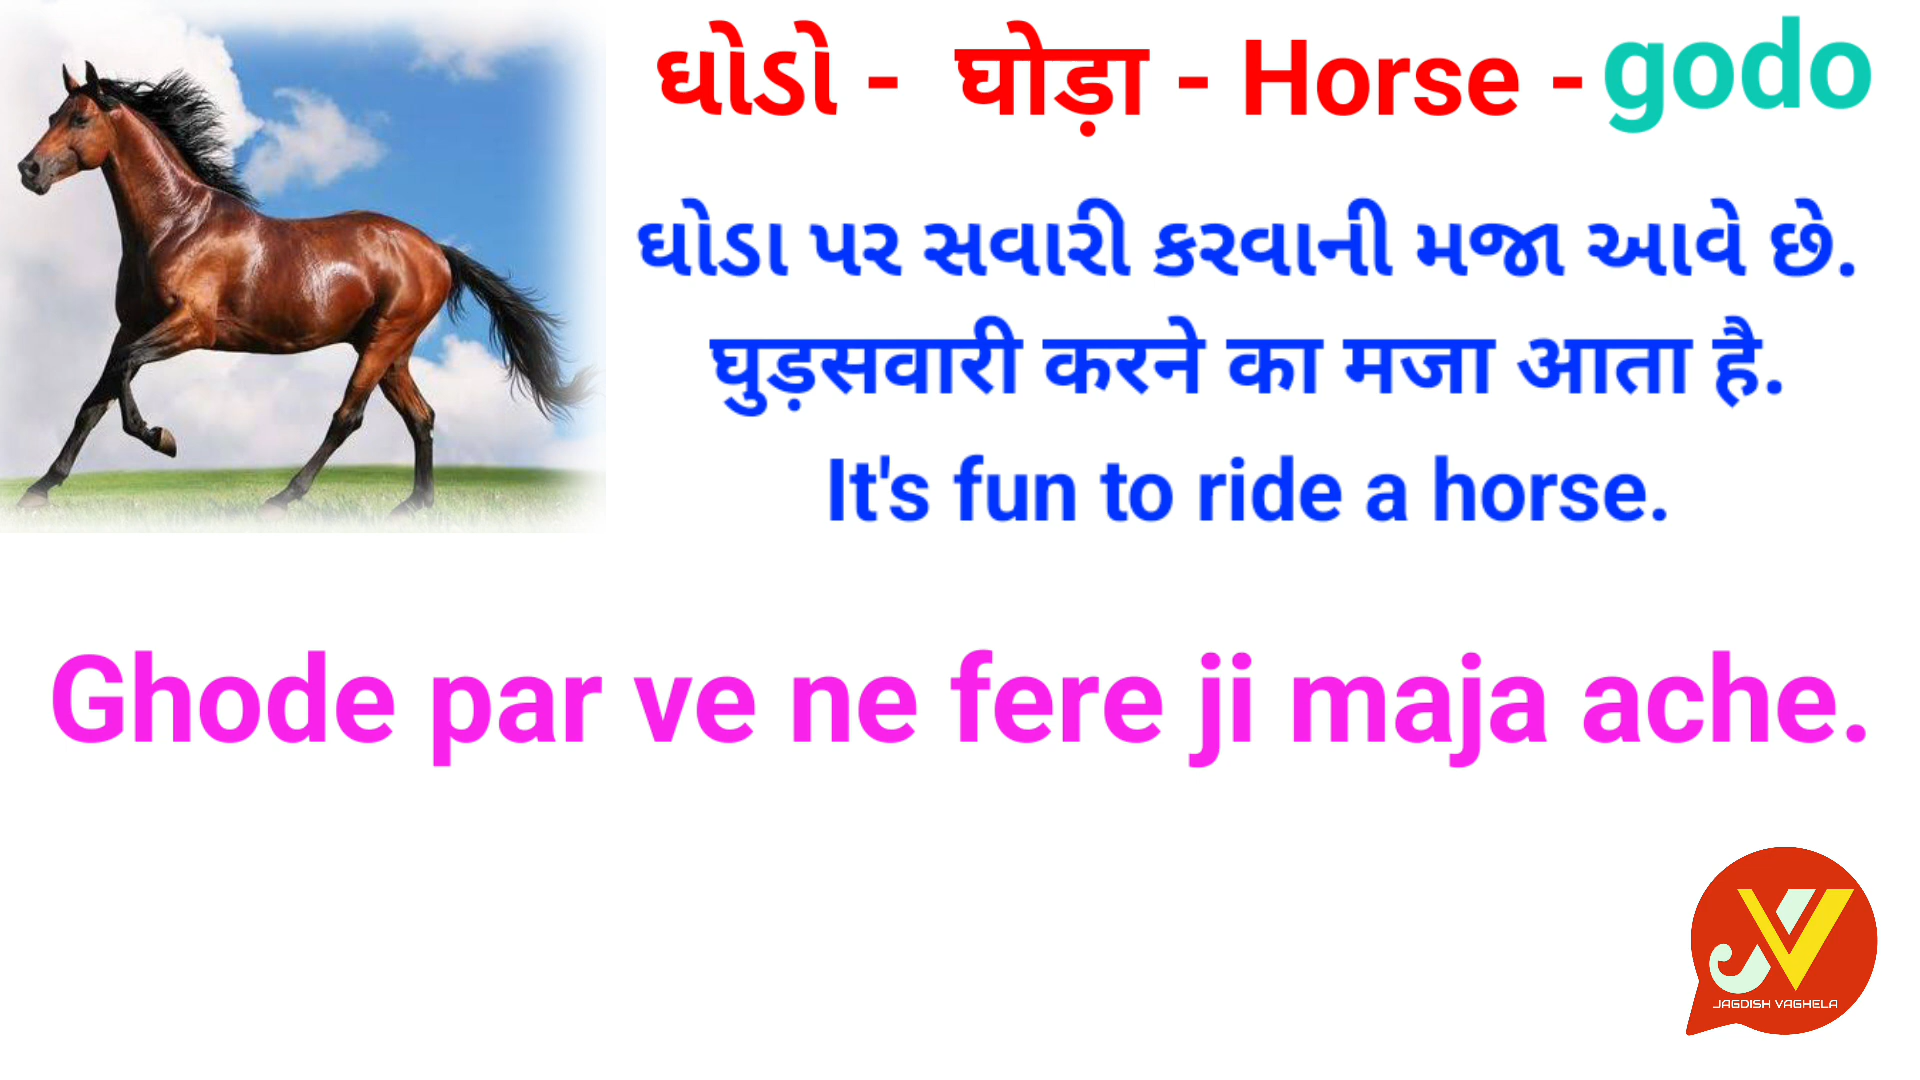 ઘોડો - घोड़ा - Horse - godo
ઘોડા પર સવારી કરવાની મજા આવે છે.
घुड़सवारी करने का मजा आता है.
It's fun to ride a horse.
Ghode par ve ne fere ji maja ache.
JV
JAGDISH VAGHELA